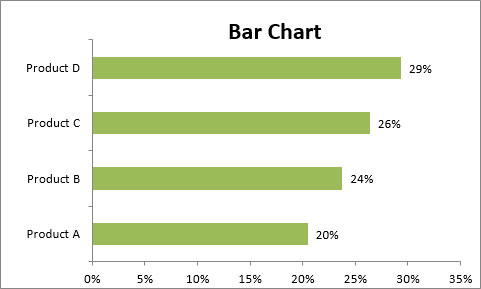 Bar Chart
Product D 29%
Product C 26%
Product B 24%
Product A 20%
0% 5% 10% 15% 20% 25% 30% 35%